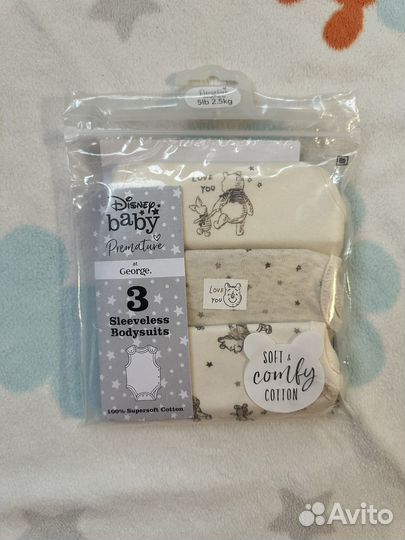 5lb 2.5kg
Disney
baby
Premature
at
George.
3
Sleeveless
Bodysuits
100% Supersoft Cotton
LOVE
YOU
LOVE
YOU
SOFT &
comfy
COTTON
Avito